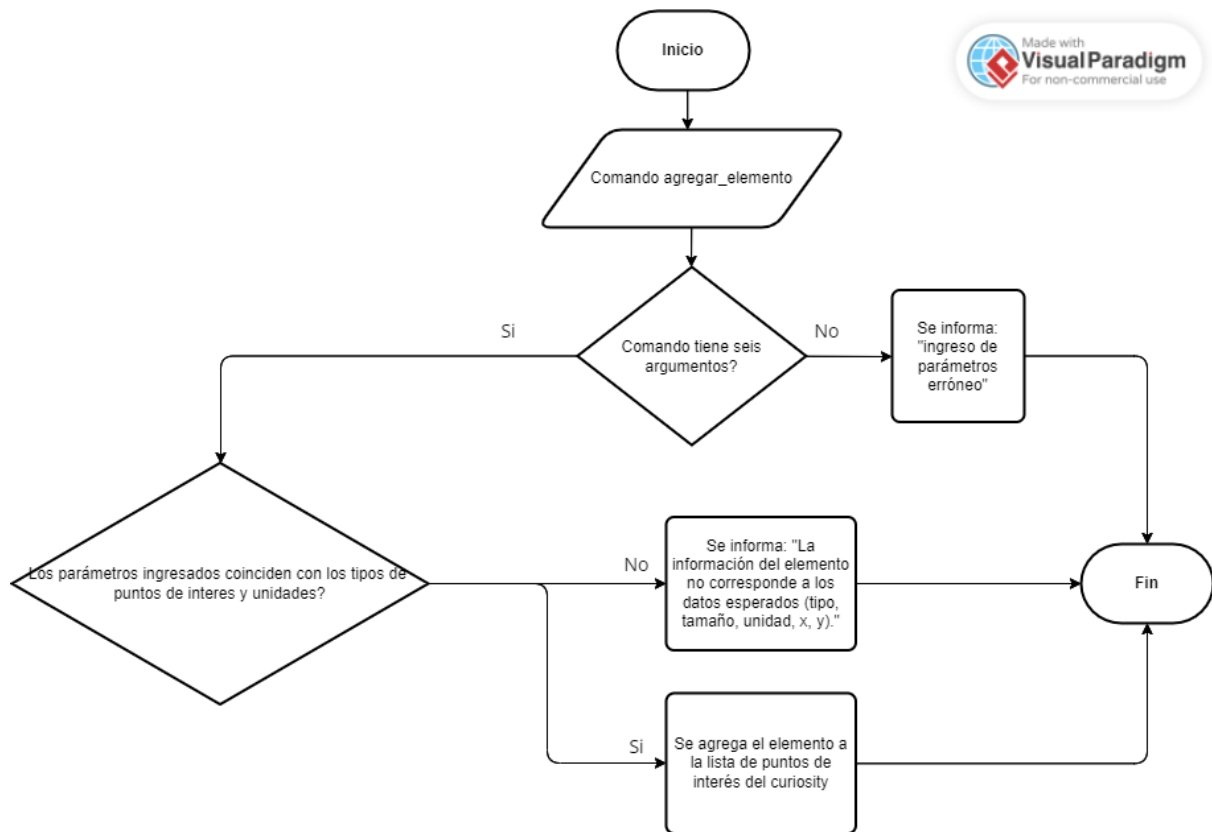 Inicio
Made with
Visual Paradigm
For non-commercial use
Comando agregar_elemento
Si
No
Comando tiene seis
argumentos?
Se informa:
"ingreso de
parámetros
erróneo"
Los parámetros ingresados coinciden con los tipos de
puntos de interes y unidades?
No
Se informa: "La
información del elemento
no corresponde a los
datos esperados (tipo,
tamaño, unidad, x, y)."
Fin
Si
Se agrega el elemento a
la lista de puntos de
interés del curiosity